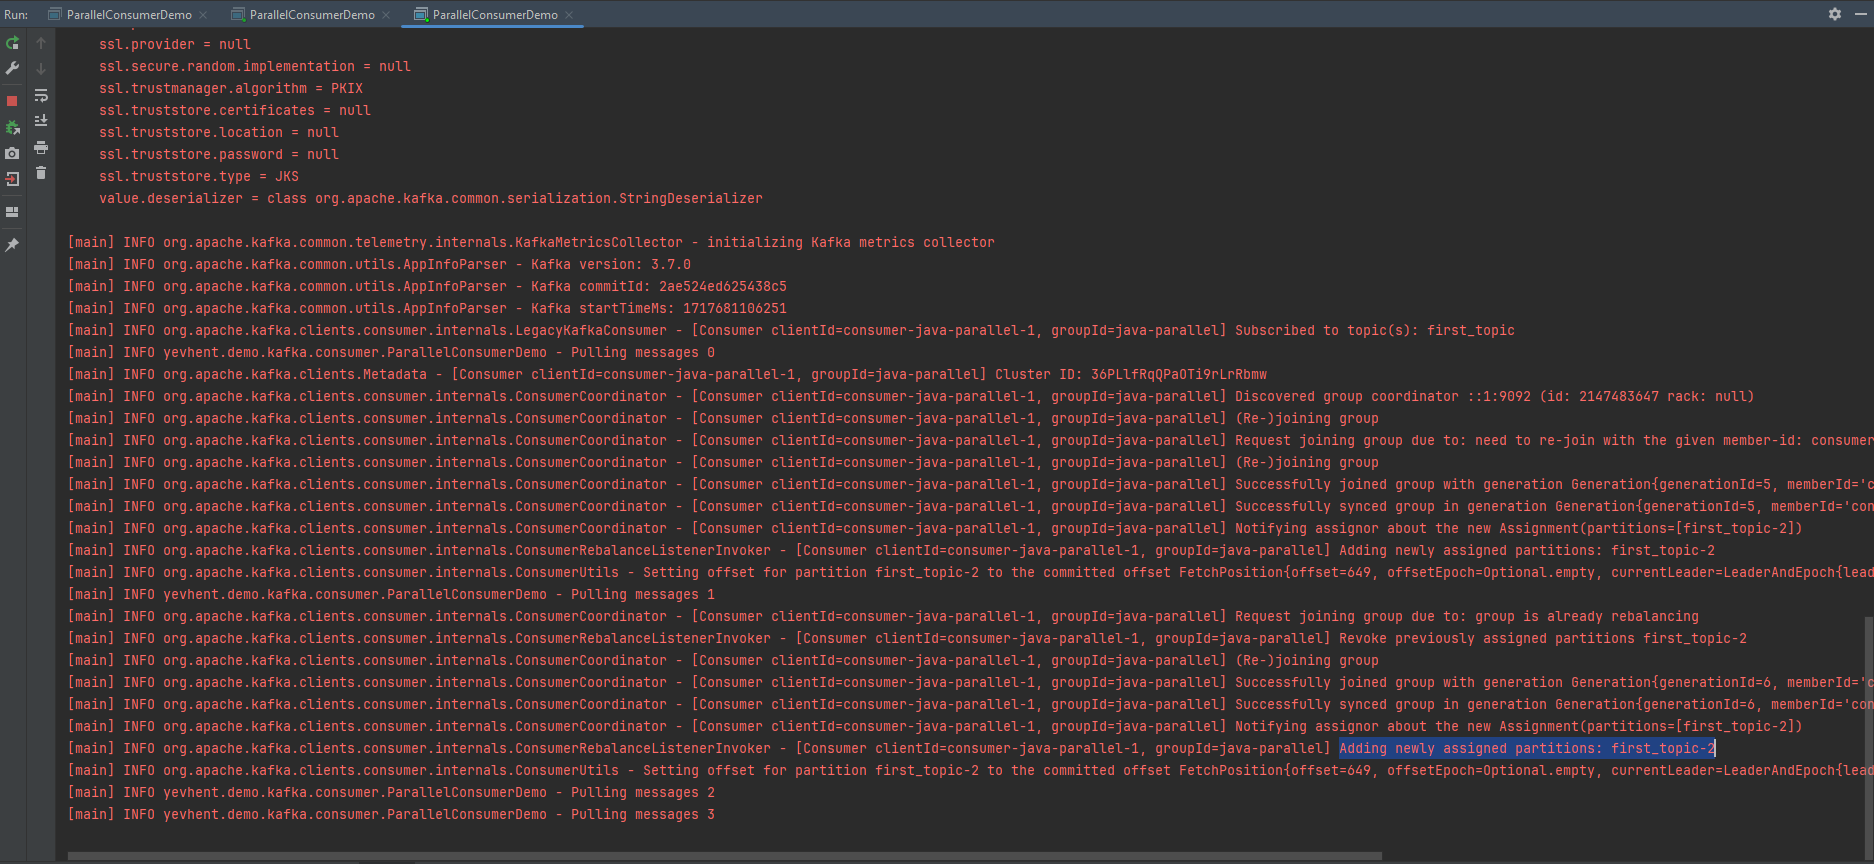 Run: ParallelConsumerDemo ParallelConsumerDemo ParallelConsumerDemo
ssl.provider = null
ssl.secure.random.implementation = null
ssl.trustmanager.algorithm = PKIX
ssl.truststore.certificates = null
ssl.truststore.location = null
ssl.truststore.password = null
ssl.truststore.type = JKS
value.deserializer = class org.apache.kafka.common.serialization.StringDeserializer
[main] INFO org.apache.kafka.common.telemetry.internals.KafkaMetricsCollector - initializing Kafka metrics collector
[main] INFO org.apache.kafka.common.utils.AppInfoParser - Kafka version: 3.7.0
[main] INFO org.apache.kafka.common.utils.AppInfoParser - Kafka commitId: 2ae524ed625438c5
[main] INFO org.apache.kafka.common.utils.AppInfoParser - Kafka startTimeMs: 1717681106251
[main] INFO org.apache.kafka.clients.consumer.internals.LegacyKafkaConsumer - [Consumer clientId=consumer-java-parallel-1, groupId=java-parallel] Subscribed to topic(s): first_topic
[main] INFO yevhent.demo.kafka.consumer.ParallelConsumerDemo - Pulling messages 0
[main] INFO org.apache.kafka.clients.Metadata - [Consumer clientId=consumer-java-parallel-1, groupId=java-parallel] Cluster ID: 36PLlfRqQPaOTi9rLrRbmw
[main] INFO org.apache.kafka.clients.consumer.internals.ConsumerCoordinator - [Consumer clientId=consumer-java-parallel-1, groupId=java-parallel] Discovered group coordinator ::1:9092 (id: 2147483647 rack: null)
[main] INFO org.apache.kafka.clients.consumer.internals.ConsumerCoordinator - [Consumer clientId=consumer-java-parallel-1, groupId=java-parallel] (Re-)joining group
[main] INFO org.apache.kafka.clients.consumer.internals.ConsumerCoordinator - [Consumer clientId=consumer-java-parallel-1, groupId=java-parallel] Request joining group due to: need to re-join with the given member-id: consumer
[main] INFO org.apache.kafka.clients.consumer.internals.ConsumerCoordinator - [Consumer clientId=consumer-java-parallel-1, groupId=java-parallel] (Re-)joining group
[main] INFO org.apache.kafka.clients.consumer.internals.ConsumerCoordinator - [Consumer clientId=consumer-java-parallel-1, groupId=java-parallel] Successfully joined group with generation Generation{generationId=5, memberId='c
[main] INFO org.apache.kafka.clients.consumer.internals.ConsumerCoordinator - [Consumer clientId=consumer-java-parallel-1, groupId=java-parallel] Successfully synced group in generation Generation{generationId=5, memberId='con
[main] INFO org.apache.kafka.clients.consumer.internals.ConsumerCoordinator - [Consumer clientId=consumer-java-parallel-1, groupId=java-parallel] Notifying assignor about the new Assignment(partitions=[first_topic-2])
[main] INFO org.apache.kafka.clients.consumer.internals.ConsumerRebalanceListenerInvoker - [Consumer clientId=consumer-java-parallel-1, groupId=java-parallel] Adding newly assigned partitions: first_topic-2
[main] INFO org.apache.kafka.clients.consumer.internals.ConsumerUtils - Setting offset for partition first_topic-2 to the committed offset FetchPosition{offset=649, offsetEpoch=Optional.empty, currentLeader=LeaderAndEpoch{lead
[main] INFO yevhent.demo.kafka.consumer.ParallelConsumerDemo - Pulling messages 1
[main] INFO org.apache.kafka.clients.consumer.internals.ConsumerCoordinator - [Consumer clientId=consumer-java-parallel-1, groupId=java-parallel] Request joining group due to: group is already rebalancing
[main] INFO org.apache.kafka.clients.consumer.internals.ConsumerRebalanceListenerInvoker - [Consumer clientId=consumer-java-parallel-1, groupId=java-parallel] Revoke previously assigned partitions first_topic-2
[main] INFO org.apache.kafka.clients.consumer.internals.ConsumerCoordinator - [Consumer clientId=consumer-java-parallel-1, groupId=java-parallel] (Re-)joining group
[main] INFO org.apache.kafka.clients.consumer.internals.ConsumerCoordinator - [Consumer clientId=consumer-java-parallel-1, groupId=java-parallel] Successfully joined group with generation Generation{generationId=6, memberId='c
[main] INFO org.apache.kafka.clients.consumer.internals.ConsumerCoordinator - [Consumer clientId=consumer-java-parallel-1, groupId=java-parallel] Successfully synced group in generation Generation{generationId=6, memberId='con
[main] INFO org.apache.kafka.clients.consumer.internals.ConsumerCoordinator - [Consumer clientId=consumer-java-parallel-1, groupId=java-parallel] Notifying assignor about the new Assignment(partitions=[first_topic-2])
[main] INFO org.apache.kafka.clients.consumer.internals.ConsumerRebalanceListenerInvoker - [Consumer clientId=consumer-java-parallel-1, groupId=java-parallel] Adding newly assigned partitions: first_topic-2
[main] INFO org.apache.kafka.clients.consumer.internals.ConsumerUtils - Setting offset for partition first_topic-2 to the committed offset FetchPosition{offset=649, offsetEpoch=Optional.empty, currentLeader=LeaderAndEpoch{lead
[main] INFO yevhent.demo.kafka.consumer.ParallelConsumerDemo - Pulling messages 2
[main] INFO yevhent.demo.kafka.consumer.ParallelConsumerDemo - Pulling messages 3